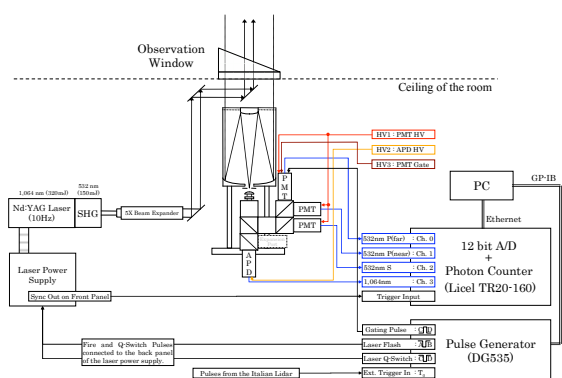 Observation
Window
Ceiling of the room
HV1 : PMT HV
HV2 : APD HV
HV3 : PMT Gate
1,064 nm (320mJ)
532 nm
(150mJ)
Nd:YAG Laser
(10Hz)
SHG
5X Beam Expander
PMT
PMT
PMT
APD
PC
GP-IB
Ethernet
532nm P(far) : Ch. 0
532nm P(near) : Ch. 1
532nm S : Ch. 2
1,064nm : Ch. 3
Trigger Input
12 bit A/D
+
Photon Counter
(Licel TR20-160)
Laser Power
Supply
Sync Out on Front Panel
Fire and Q-Switch Pulses
connected to the back panel
of the laser power supply.
Gating Pulse :
Laser Flash :
Laser Q-Switch :
Ext. Trigger In : T₀
Pulse Generator
(DG535)
Pulses from the Italian Lidar